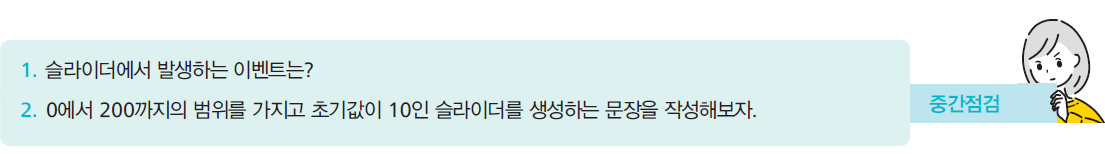 1. 슬라이더에서 발생하는 이벤트는?
2. 0에서 200까지의 범위를 가지고 초기값이 10인 슬라이더를 생성하는 문장을 작성해보자.
중간점검